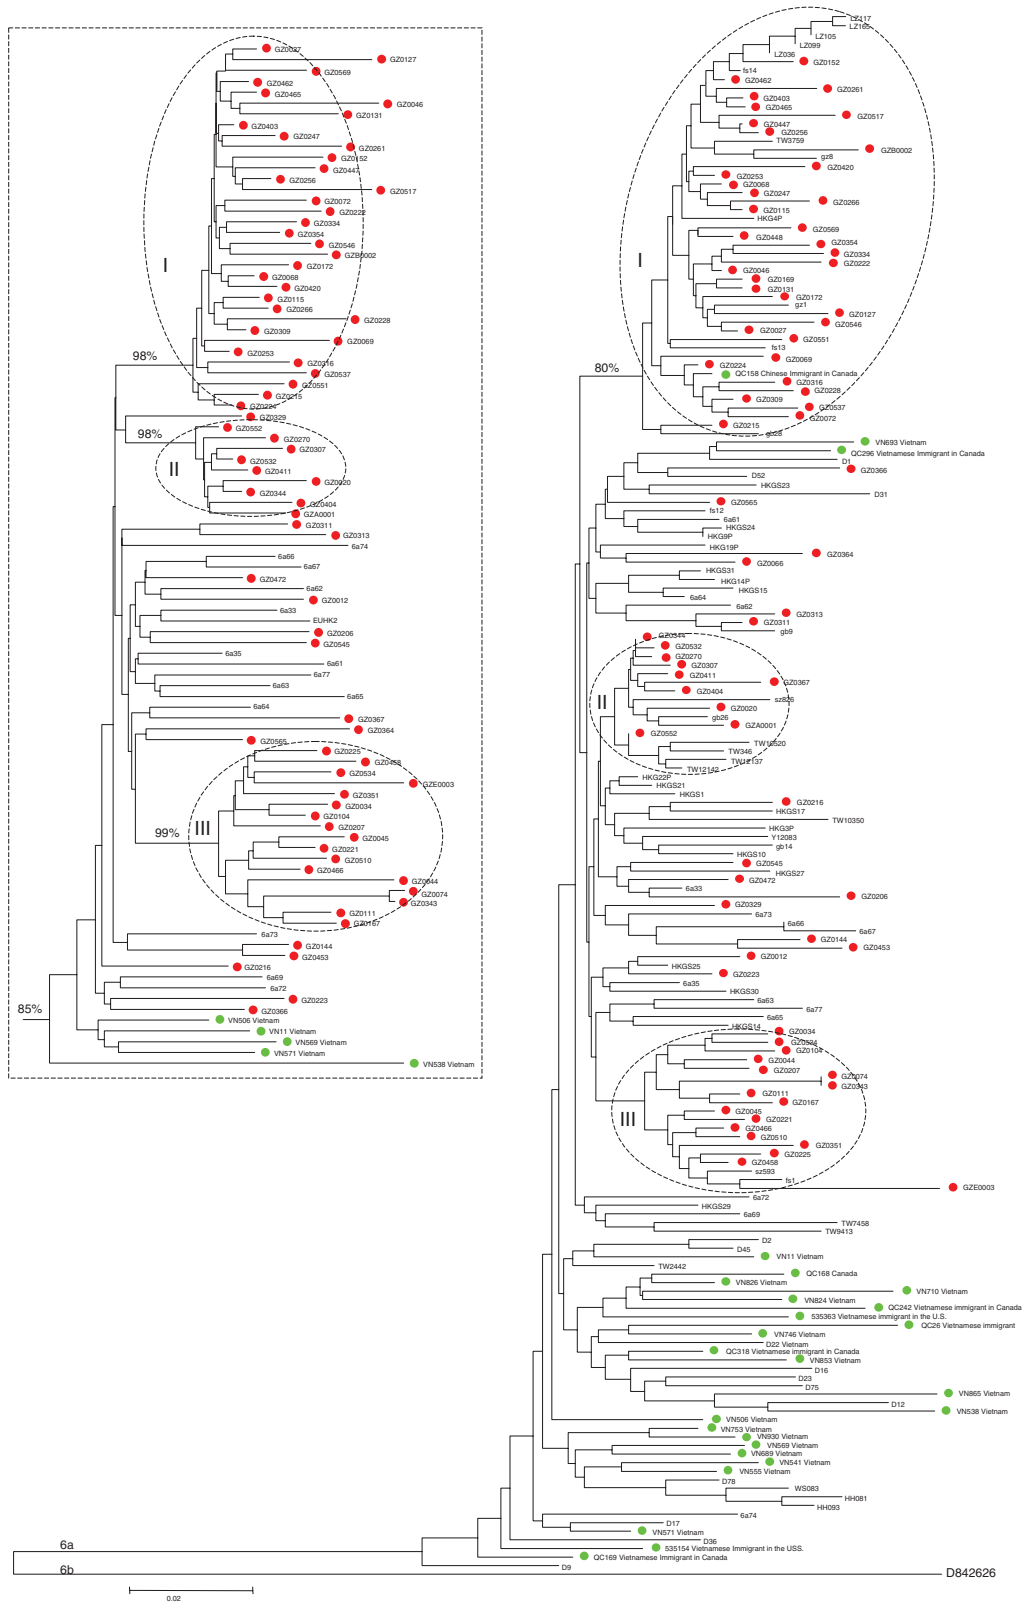 GZ0037
GZ0127
GZ0569
GZ0462
GZ0465
GZ0046
GZ0131
GZ0403
GZ0247
GZ0261
GZ0152
GZ0447
GZ0256
GZ0517
GZ0072
GZ0222
GZ0334
GZ0354
GZ0546
GZB0002
I
GZ0172
GZ0068
GZ0420
GZ0115
GZ0266
GZ0228
GZ0309
GZ0069
GZ0253
98%
GZ0316
GZ0537
GZ0551
GZ0215
GZ0224
GZ0329
GZ0552
98%
GZ0270
GZ0307
GZ0532
II
GZ0411
GZ0020
GZ0344
GZ0404
GZA0001
GZ0311
GZ0313
6a74
6a66
6a67
GZ0472
6a62
GZ0012
6a33
EUHK2
GZ0206
GZ0545
6a35
6a61
6a77
6a63
6a65
6a64
GZ0367
GZ0364
GZ0565
GZ0225
GZ0458
GZ0534
GZE0003
GZ0351
GZ0034
GZ0104
III
GZ0207
99%
GZ0045
GZ0221
GZ0510
GZ0466
GZ0044
GZ0074
GZ0343
GZ0111
GZ0167
6a73
GZ0144
GZ0453
GZ0216
6a69
6a72
GZ0223
85%
GZ0366
VN506 Vietnam
VN11 Vietnam
VN569 Vietnam
VN571 Vietnam
VN538 Vietnam
LZ117
LZ165
LZ105
LZ099
LZ036
GZ0152
fs14
GZ0462
GZ0261
GZ0403
GZ0465
GZ0517
GZ0447
GZ0256
TW3759
GZB0002
gz8
GZ0420
GZ0253
GZ0068
GZ0247
GZ0266
GZ0115
HKG4P
GZ0569
GZ0448
GZ0354
GZ0334
I
GZ0222
GZ0046
GZ0169
GZ0131
GZ0172
gz1
GZ0127
GZ0546
GZ0027
GZ0551
fs13
GZ0069
GZ0224
80%
QC158 Chinese Immigrant in Canada
GZ0316
GZ0228
GZ0309
GZ0537
GZ0072
GZ0215
gb28
VN693 Vietnam
QC296 Vietnamese Immigrant in Canada
D1
GZ0366
D52
HKGS23
D31
GZ0565
fs12
6a61
HKGS24
HKG9P
HKG19P
GZ0364
GZ0066
HKGS31
HKG14P
HKGS15
6a64
6a62
GZ0313
GZ0311
gb9
GZ0344
GZ0532
GZ0270
GZ0307
GZ0411
GZ0367
GZ0404
II
sz826
GZ0020
gb26
GZA0001
GZ0552
TW10520
TW346
TW12137
TW12142
HKG22P
HKGS21
HKGS1
GZ0216
HKGS17
TW10350
HKG3P
Y12083
gb14
HKGS10
GZ0545
HKGS27
GZ0472
6a33
GZ0206
GZ0329
6a73
6a66
6a67
GZ0144
GZ0453
GZ0012
HKGS25
GZ0223
6a35
HKGS30
6a63
6a77
6a65
HKGS14
GZ0034
GZ0534
GZ0104
GZ0044
GZ0207
GZ0074
GZ0343
GZ0111
GZ0167
GZ0045
III
GZ0221
GZ0466
GZ0510
GZ0351
GZ0225
GZ0458
sz593
fs1
GZE0003
6a72
HKGS29
6a69
TW7458
TW9413
D2
D45
VN11 Vietnam
TW2442
QC168 Canada
VN826 Vietnam
VN710 Vietnam
VN824 Vietnam
QC242 Vietnamese immigrant in Canada
535363 Vietnamese immigrant in the U.S.
QC26 Vietnamese immigrant
VN746 Vietnam
D22 Vietnam
QC318 Vietnamese immigrant in Canada
VN853 Vietnam
D16
D23
D75
VN865 Vietnam
D12
VN538 Vietnam
VN506 Vietnam
VN753 Vietnam
VN930 Vietnam
VN569 Vietnam
VN689 Vietnam
VN541 Vietnam
VN555 Vietnam
D78
WS083
HH081
HH093
6a74
D17
VN571 Vietnam
D36
535154 Vietnamese Immigrant in the USS.
6a
QC169 Vietnamese Immigrant in Canada
D9
6b
D842626
0.02